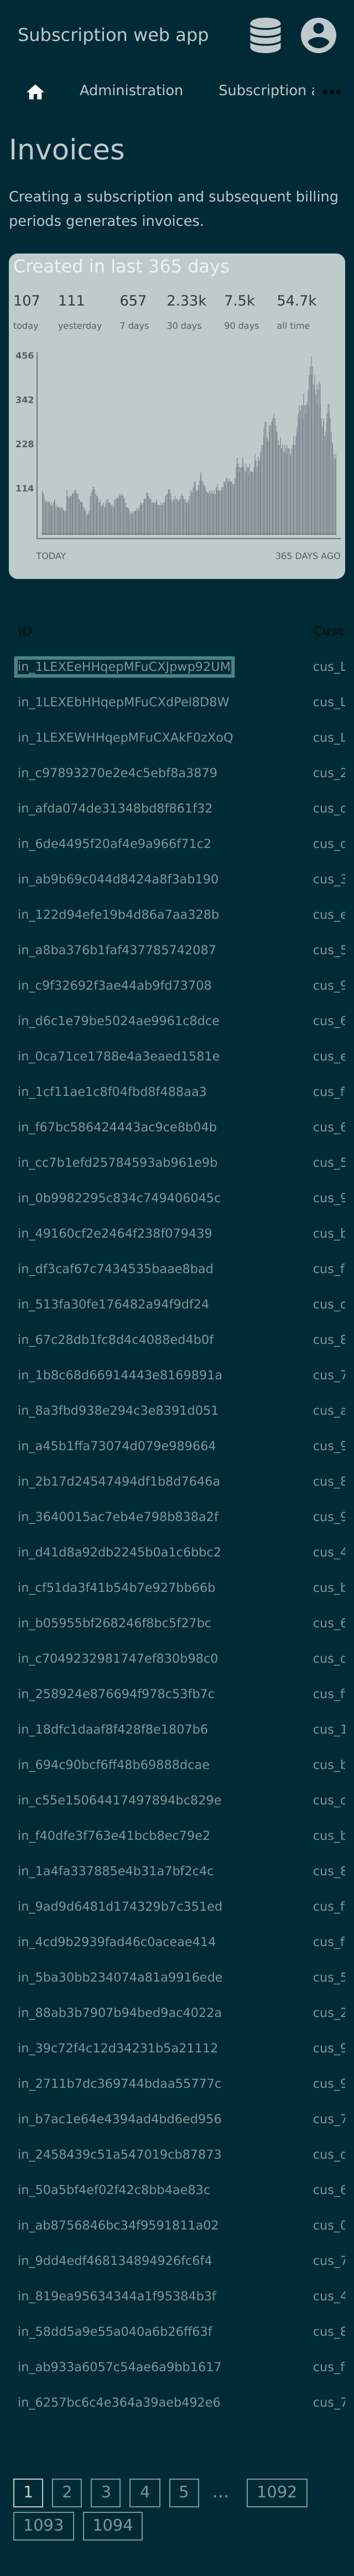 Subscription web app
Administration Subscription a
Invoices
Creating a subscription and subsequent billing
periods generates invoices.
Created in last 365 days
107 111 657 2.33k 7.5k 54.7k
today yesterday 7 days 30 days 90 days all time
456
342
228
114
TODAY 365 DAYS AGO
ID Cust
in_1LEXEeHHqepMFuCXJpwp92UM cus_L
in_1LEXEbHHqepMFuCXdPel8D8W cus_L
in_1LEXEWHHqepMFuCXAkF0zXoQ cus_L
in_c97893270e2e4c5ebf8a3879 cus_2
in_afda074de31348bd8f861f32 cus_c
in_6de4495f20af4e9a966f71c2 cus_c
in_ab9b69c044d8424a8f3ab190 cus_3
in_122d94efe19b4d86a7aa328b cus_e
in_a8ba376b1faf437785742087 cus_5
in_c9f32692f3ae44ab9fd73708 cus_9
in_d6c1e79be5024ae9961c8dce cus_6
in_0ca71ce1788e4a3eaed1581e cus_e
in_1cf11ae1c8f04fbd8f488aa3 cus_f
in_f67bc586424443ac9ce8b04b cus_6
in_cc7b1efd25784593ab961e9b cus_5
in_0b9982295c834c749406045c cus_9
in_49160cf2e2464f238f079439 cus_b
in_df3caf67c7434535baae8bad cus_f
in_513fa30fe176482a94f9df24 cus_c
in_67c28db1fc8d4c4088ed4b0f cus_8
in_1b8c68d66914443e8169891a cus_7
in_8a3fbd938e294c3e8391d051 cus_a
in_a45b1ffa73074d079e989664 cus_9
in_2b17d24547494df1b8d7646a cus_8
in_3640015ac7eb4e798b838a2f cus_9
in_d41d8a92db2245b0a1c6bbc2 cus_4
in_cf51da3f41b54b7e927bb66b cus_b
in_b05955bf268246f8bc5f27bc cus_6
in_c7049232981747ef830b98c0 cus_c
in_258924e876694f978c53fb7c cus_f
in_18dfc1daaf8f428f8e1807b6 cus_1
in_694c90bcf6ff48b69888dcae cus_b
in_c55e15064417497894bc829e cus_c
in_f40dfe3f763e41bcb8ec79e2 cus_b
in_1a4fa337885e4b31a7bf2c4c cus_8
in_9ad9d6481d174329b7c351ed cus_f
in_4cd9b2939fad46c0aceae414 cus_f
in_5ba30bb234074a81a9916ede cus_5
in_88ab3b7907b94bed9ac4022a cus_2
in_39c72f4c12d34231b5a21112 cus_9
in_2711b7dc369744bdaa55777c cus_9
in_b7ac1e64e4394ad4bd6ed956 cus_7
in_2458439c51a547019cb87873 cus_c
in_50a5bf4ef02f42c8bb4ae83c cus_6
in_ab8756846bc34f9591811a02 cus_0
in_9dd4edf468134894926fc6f4 cus_7
in_819ea95634344a1f95384b3f cus_4
in_58dd5a9e55a040a6b26ff63f cus_8
in_ab933a6057c54ae6a9bb1617 cus_f
in_6257bc6c4e364a39aeb492e6 cus_7
1 2 3 4 5 … 1092
1093 1094